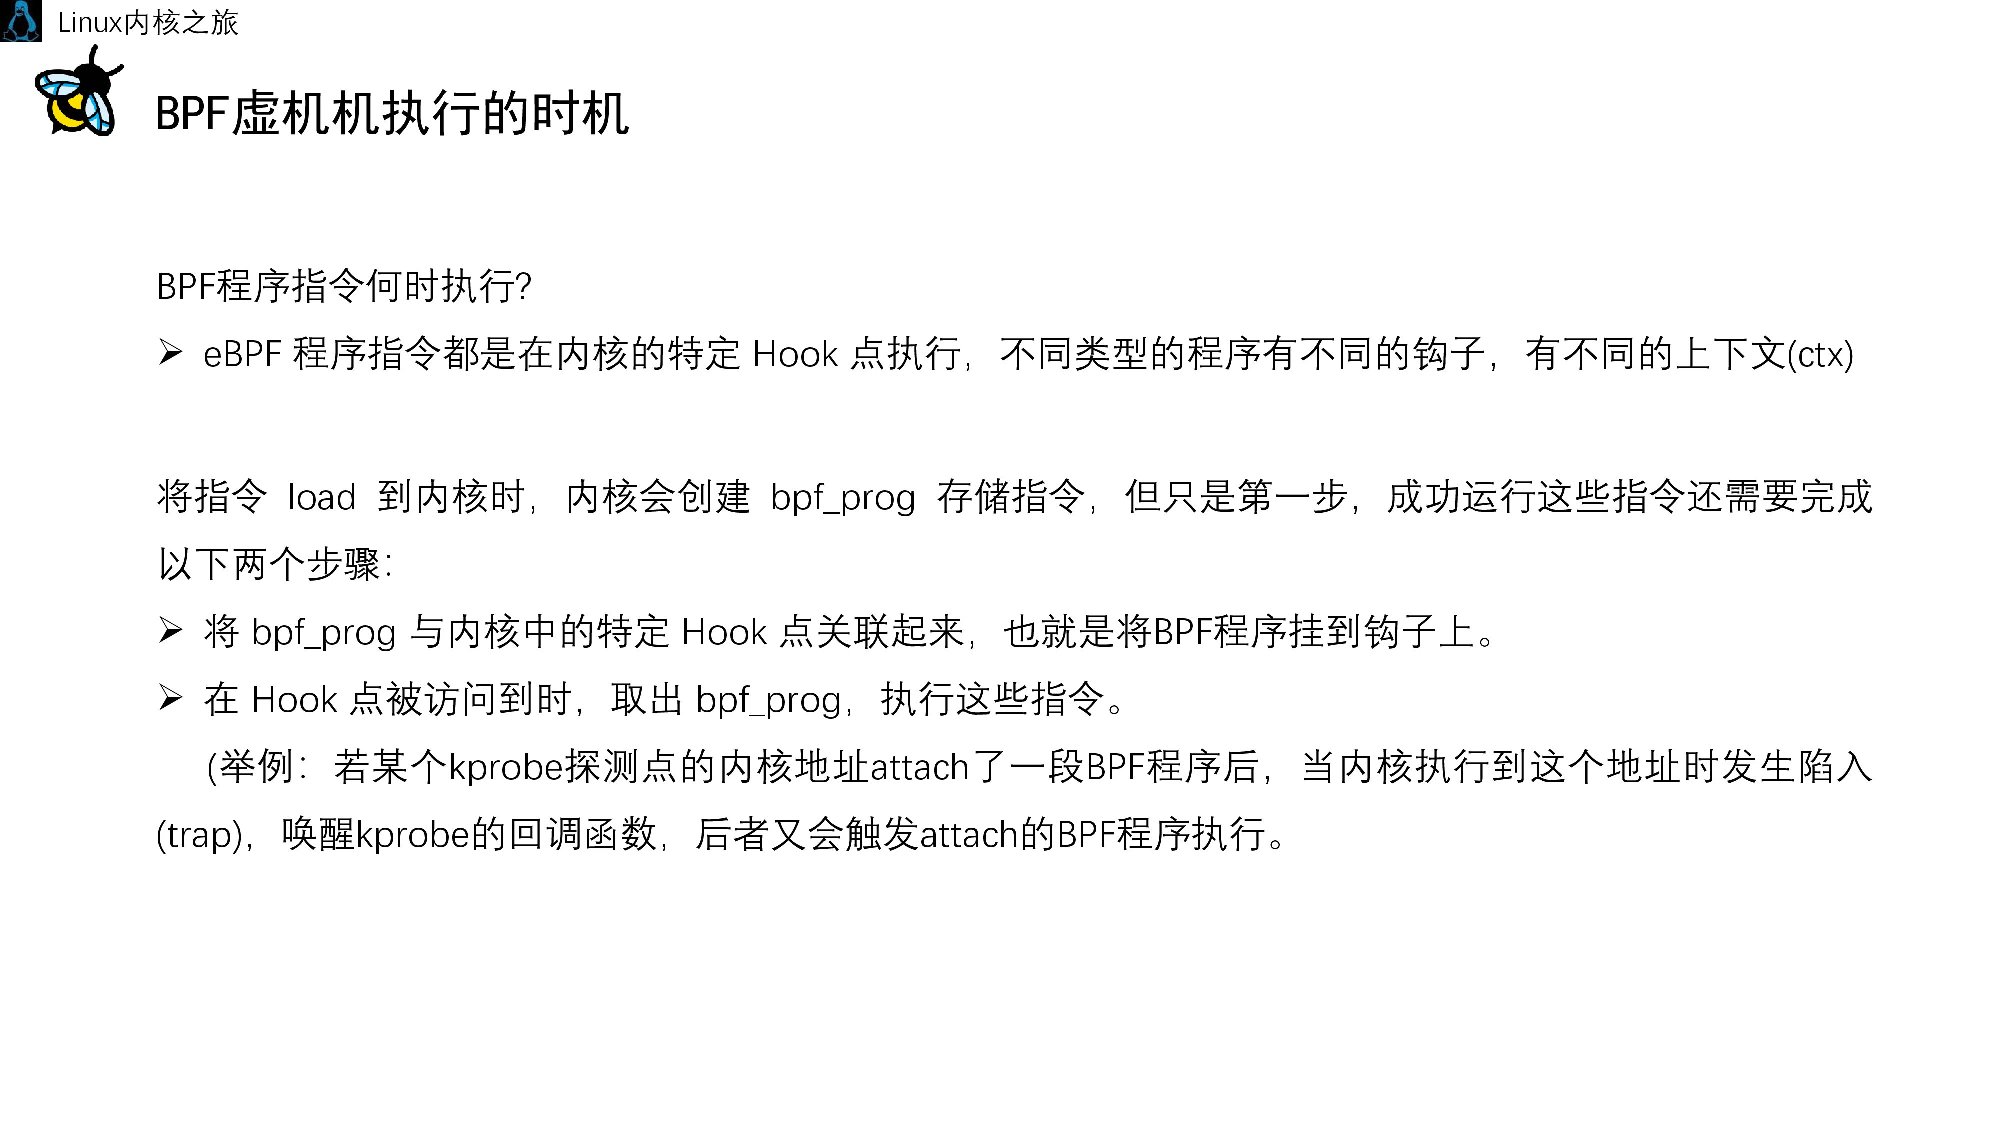 Linux内核之旅
BPF虚机机执行的时机
BPF程序指令何时执行?
➢ eBPF 程序指令都是在内核的特定 Hook 点执行，不同类型的程序有不同的钩子，有不同的上下文(ctx)
将指令 load 到内核时，内核会创建 bpf_prog 存储指令，但只是第一步，成功运行这些指令还需要完成
以下两个步骤：
➢ 将 bpf_prog 与内核中的特定 Hook 点关联起来，也就是将BPF程序挂到钩子上。
➢ 在 Hook 点被访问到时，取出 bpf_prog，执行这些指令。
(举例：若某个kprobe探测点的内核地址attach了一段BPF程序后，当内核执行到这个地址时发生陷入
(trap)，唤醒kprobe的回调函数，后者又会触发attach的BPF程序执行。